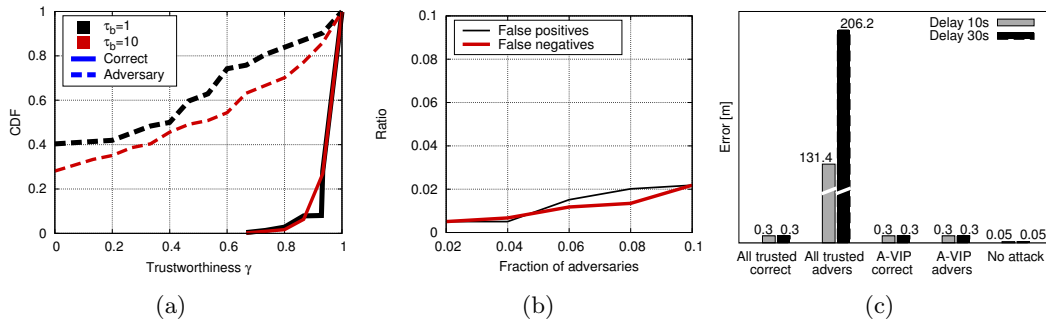 1
0.8
0.6
0.4
0.2
0
0
0.2
0.4
0.6
0.8
1
CDF
Trustworthiness γ
τb=1
τb=10
Correct
Adversary
(a)
0.1
0.08
0.06
0.04
0.02
0
0.02
0.04
0.06
0.08
0.1
Ratio
Fraction of adversaries
False positives
False negatives
(b)
Error [m]
206.2
Delay 10s
Delay 30s
131.4
0.3 0.3
0.3 0.3
0.3 0.3
0.05 0.05
All trusted
correct
All trusted
advers
A-VIP
correct
A-VIP
advers
No attack
(c)